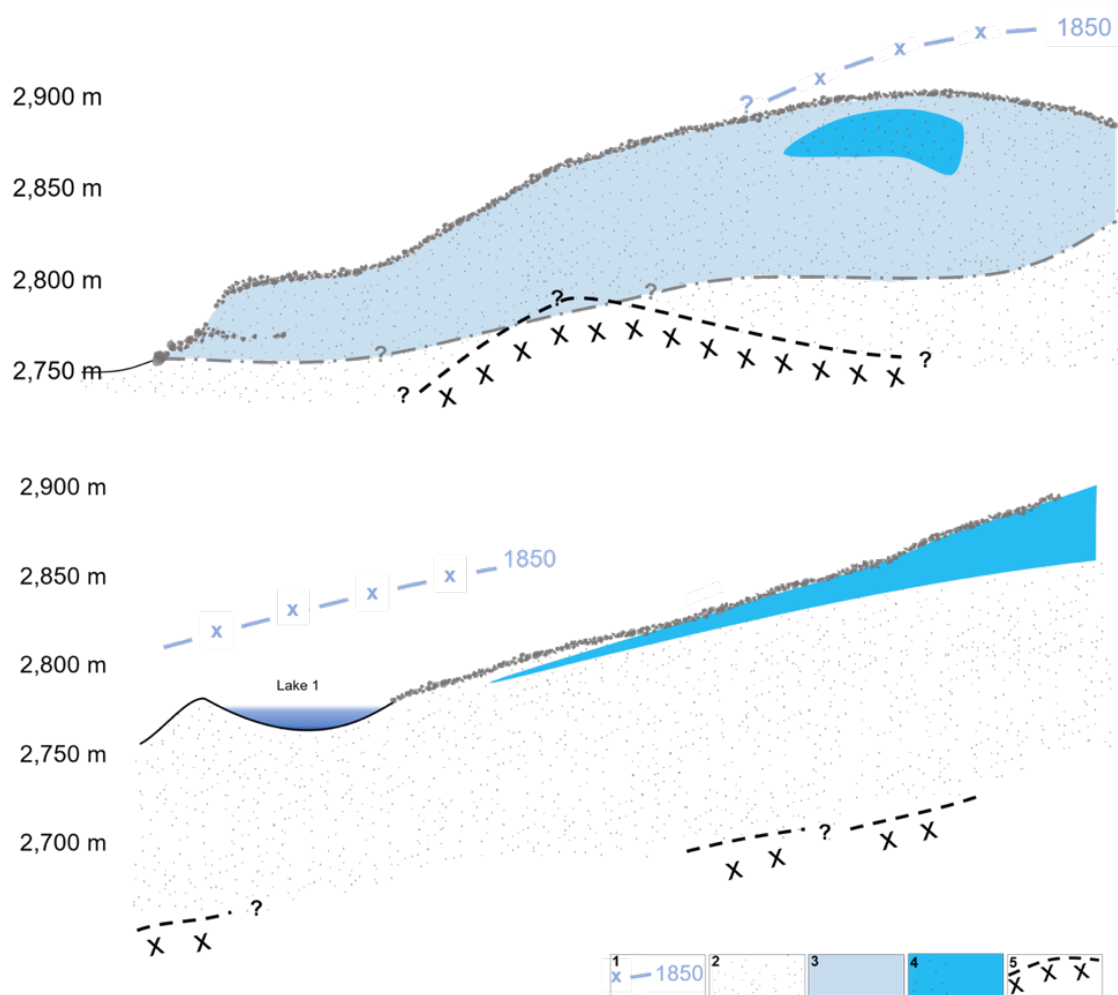 1850
2,900 m
?
2,850 m
2,800 m
?
?
?
2,750 m
?
?
X X X X X X X X X X X X X
2,900 m
1850
2,850 m
x x x x
2,800 m
Lake 1
2,750 m
2,700 m
?
X X X X
?
X X
1 2 3 4 5
x 1850 X X X